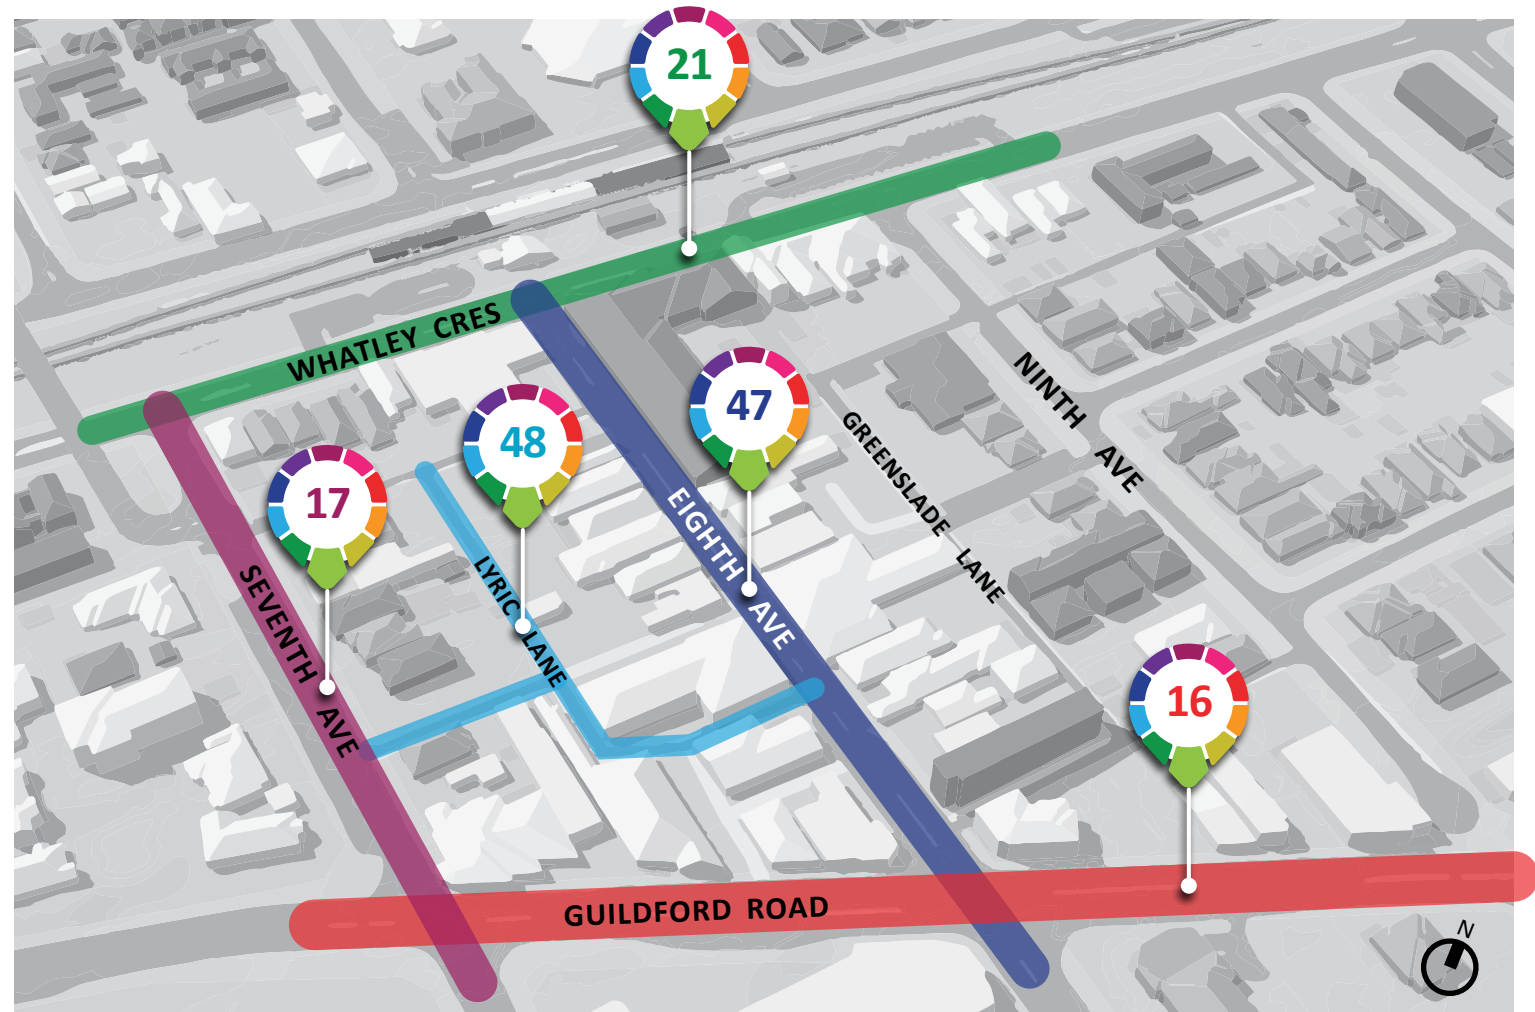 21
WHATLEY CRES
47
48
17
NINTH AVE
GREENSLADE LANE
EIGHTH AVE
LYRIC LANE
SEVENTH AVE
16
GUILDFORD ROAD
N